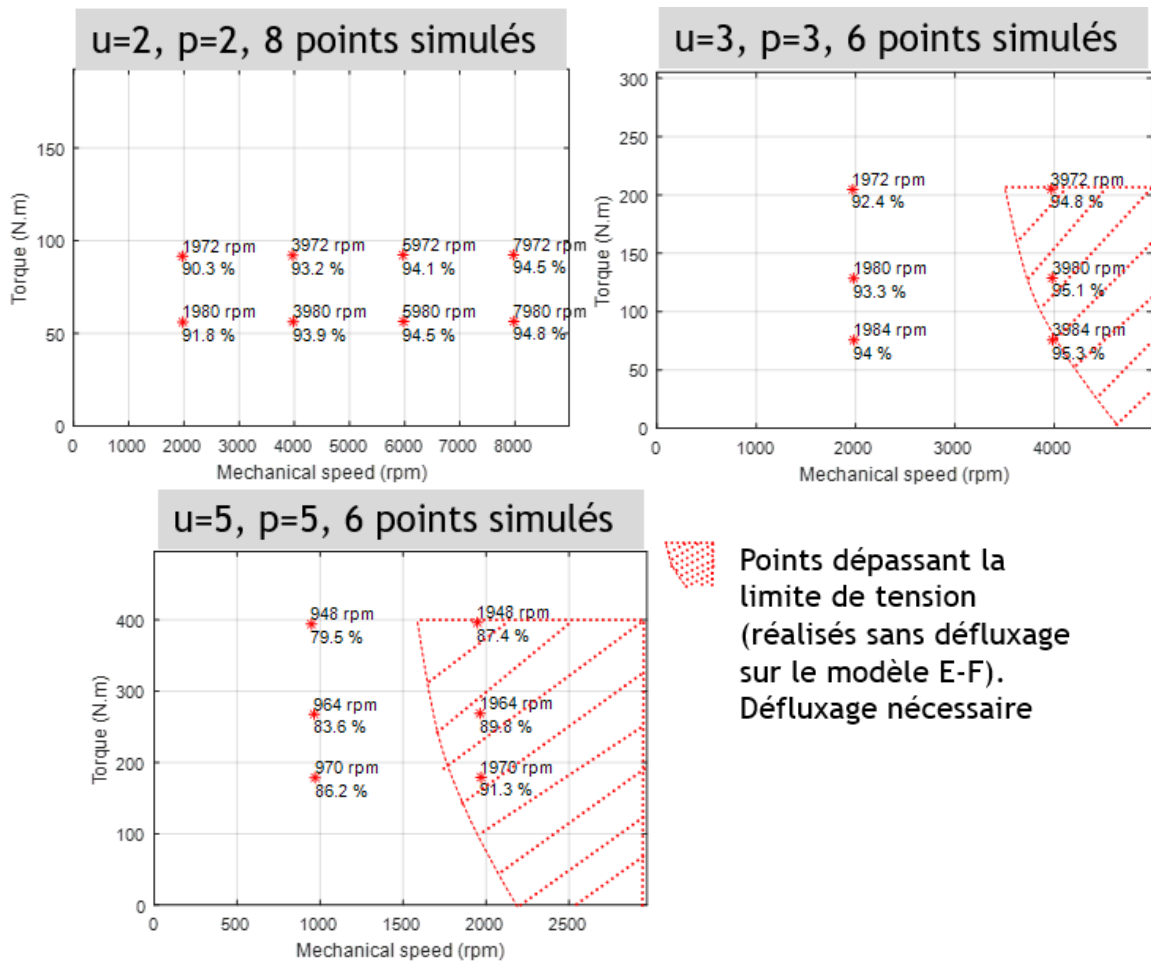 u=2, p=2, 8 points simulés
150
100
50
0
Torque (N.m)
1972 rpm
90.3 %
3972 rpm
93.2 %
5972 rpm
94.1 %
7972 rpm
94.5 %
1980 rpm
91.8 %
3980 rpm
93.9 %
5980 rpm
94.5 %
7980 rpm
94.8 %
0 1000 2000 3000 4000 5000 6000 7000 8000
Mechanical speed (rpm)
u=3, p=3, 6 points simulés
300
250
200
150
100
50
0
Torque (N.m)
1972 rpm
92.4 %
3972 rpm
94.8 %
1980 rpm
93.3 %
3980 rpm
95.1 %
1984 rpm
94 %
3984 rpm
95.3 %
0 1000 2000 3000 4000
Mechanical speed (rpm)
u=5, p=5, 6 points simulés
400
300
200
100
0
Torque (N.m)
948 rpm
79.5 %
1948 rpm
87.4 %
964 rpm
83.6 %
1964 rpm
89.8 %
970 rpm
86.2 %
1970 rpm
91.3 %
0 500 1000 1500 2000 2500
Mechanical speed (rpm)
Points dépassant la
limite de tension
(réalisés sans défluxage
sur le modèle E-F).
Défluxage nécessaire